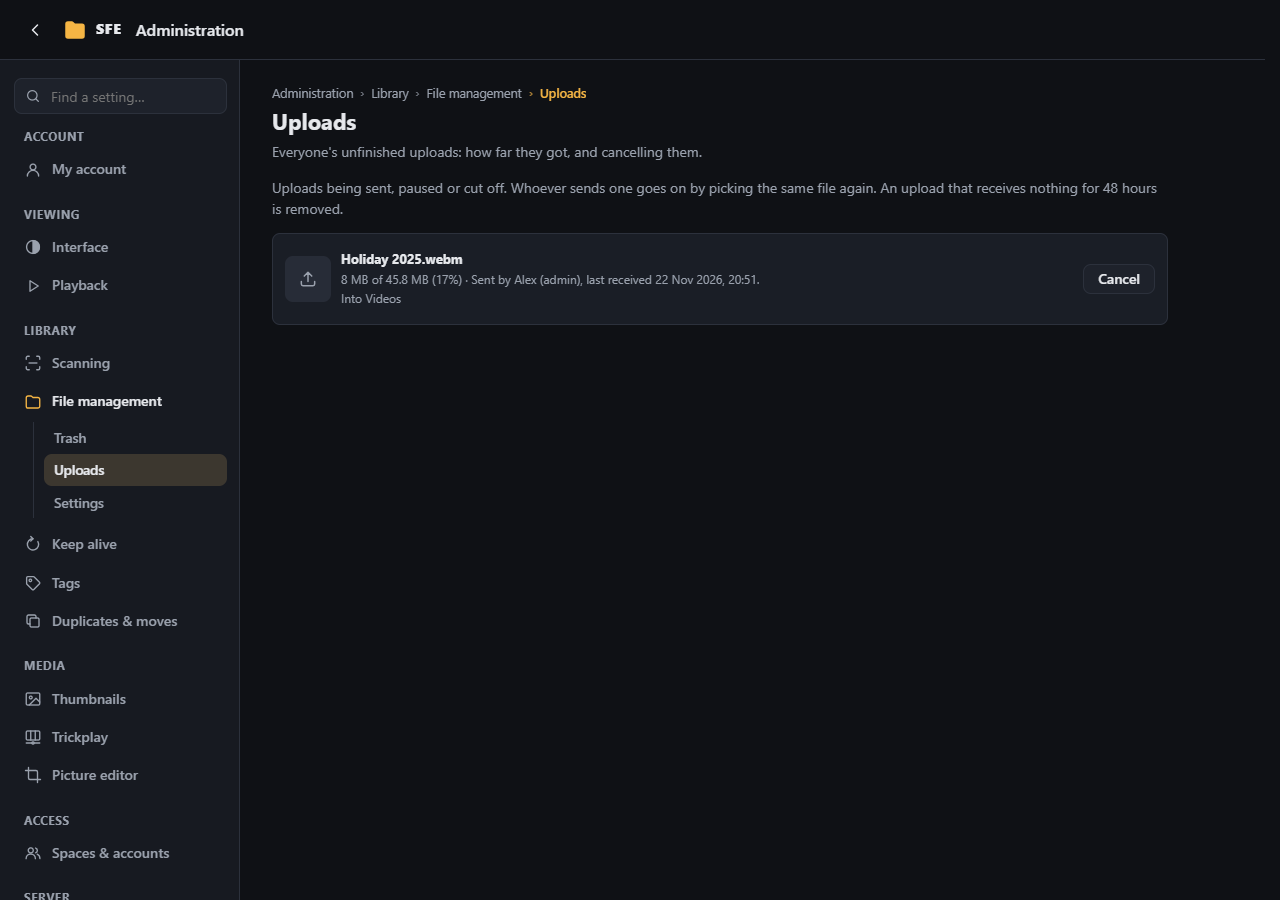 SFE Administration
Find a setting...
ACCOUNT
My account
VIEWING
Interface
Playback
LIBRARY
Scanning
File management
Trash
Uploads
Settings
Keep alive
Tags
Duplicates & moves
MEDIA
Thumbnails
Trickplay
Picture editor
ACCESS
Spaces & accounts
SERVER
Administration › Library › File management › Uploads
Uploads
Everyone's unfinished uploads: how far they got, and cancelling them.
Uploads being sent, paused or cut off. Whoever sends one goes on by picking the same file again. An upload that receives nothing for 48 hours
is removed.
Holiday 2025.webm
8 MB of 45.8 MB (17%) · Sent by Alex (admin), last received 22 Nov 2026, 20:51.
Into Videos
Cancel